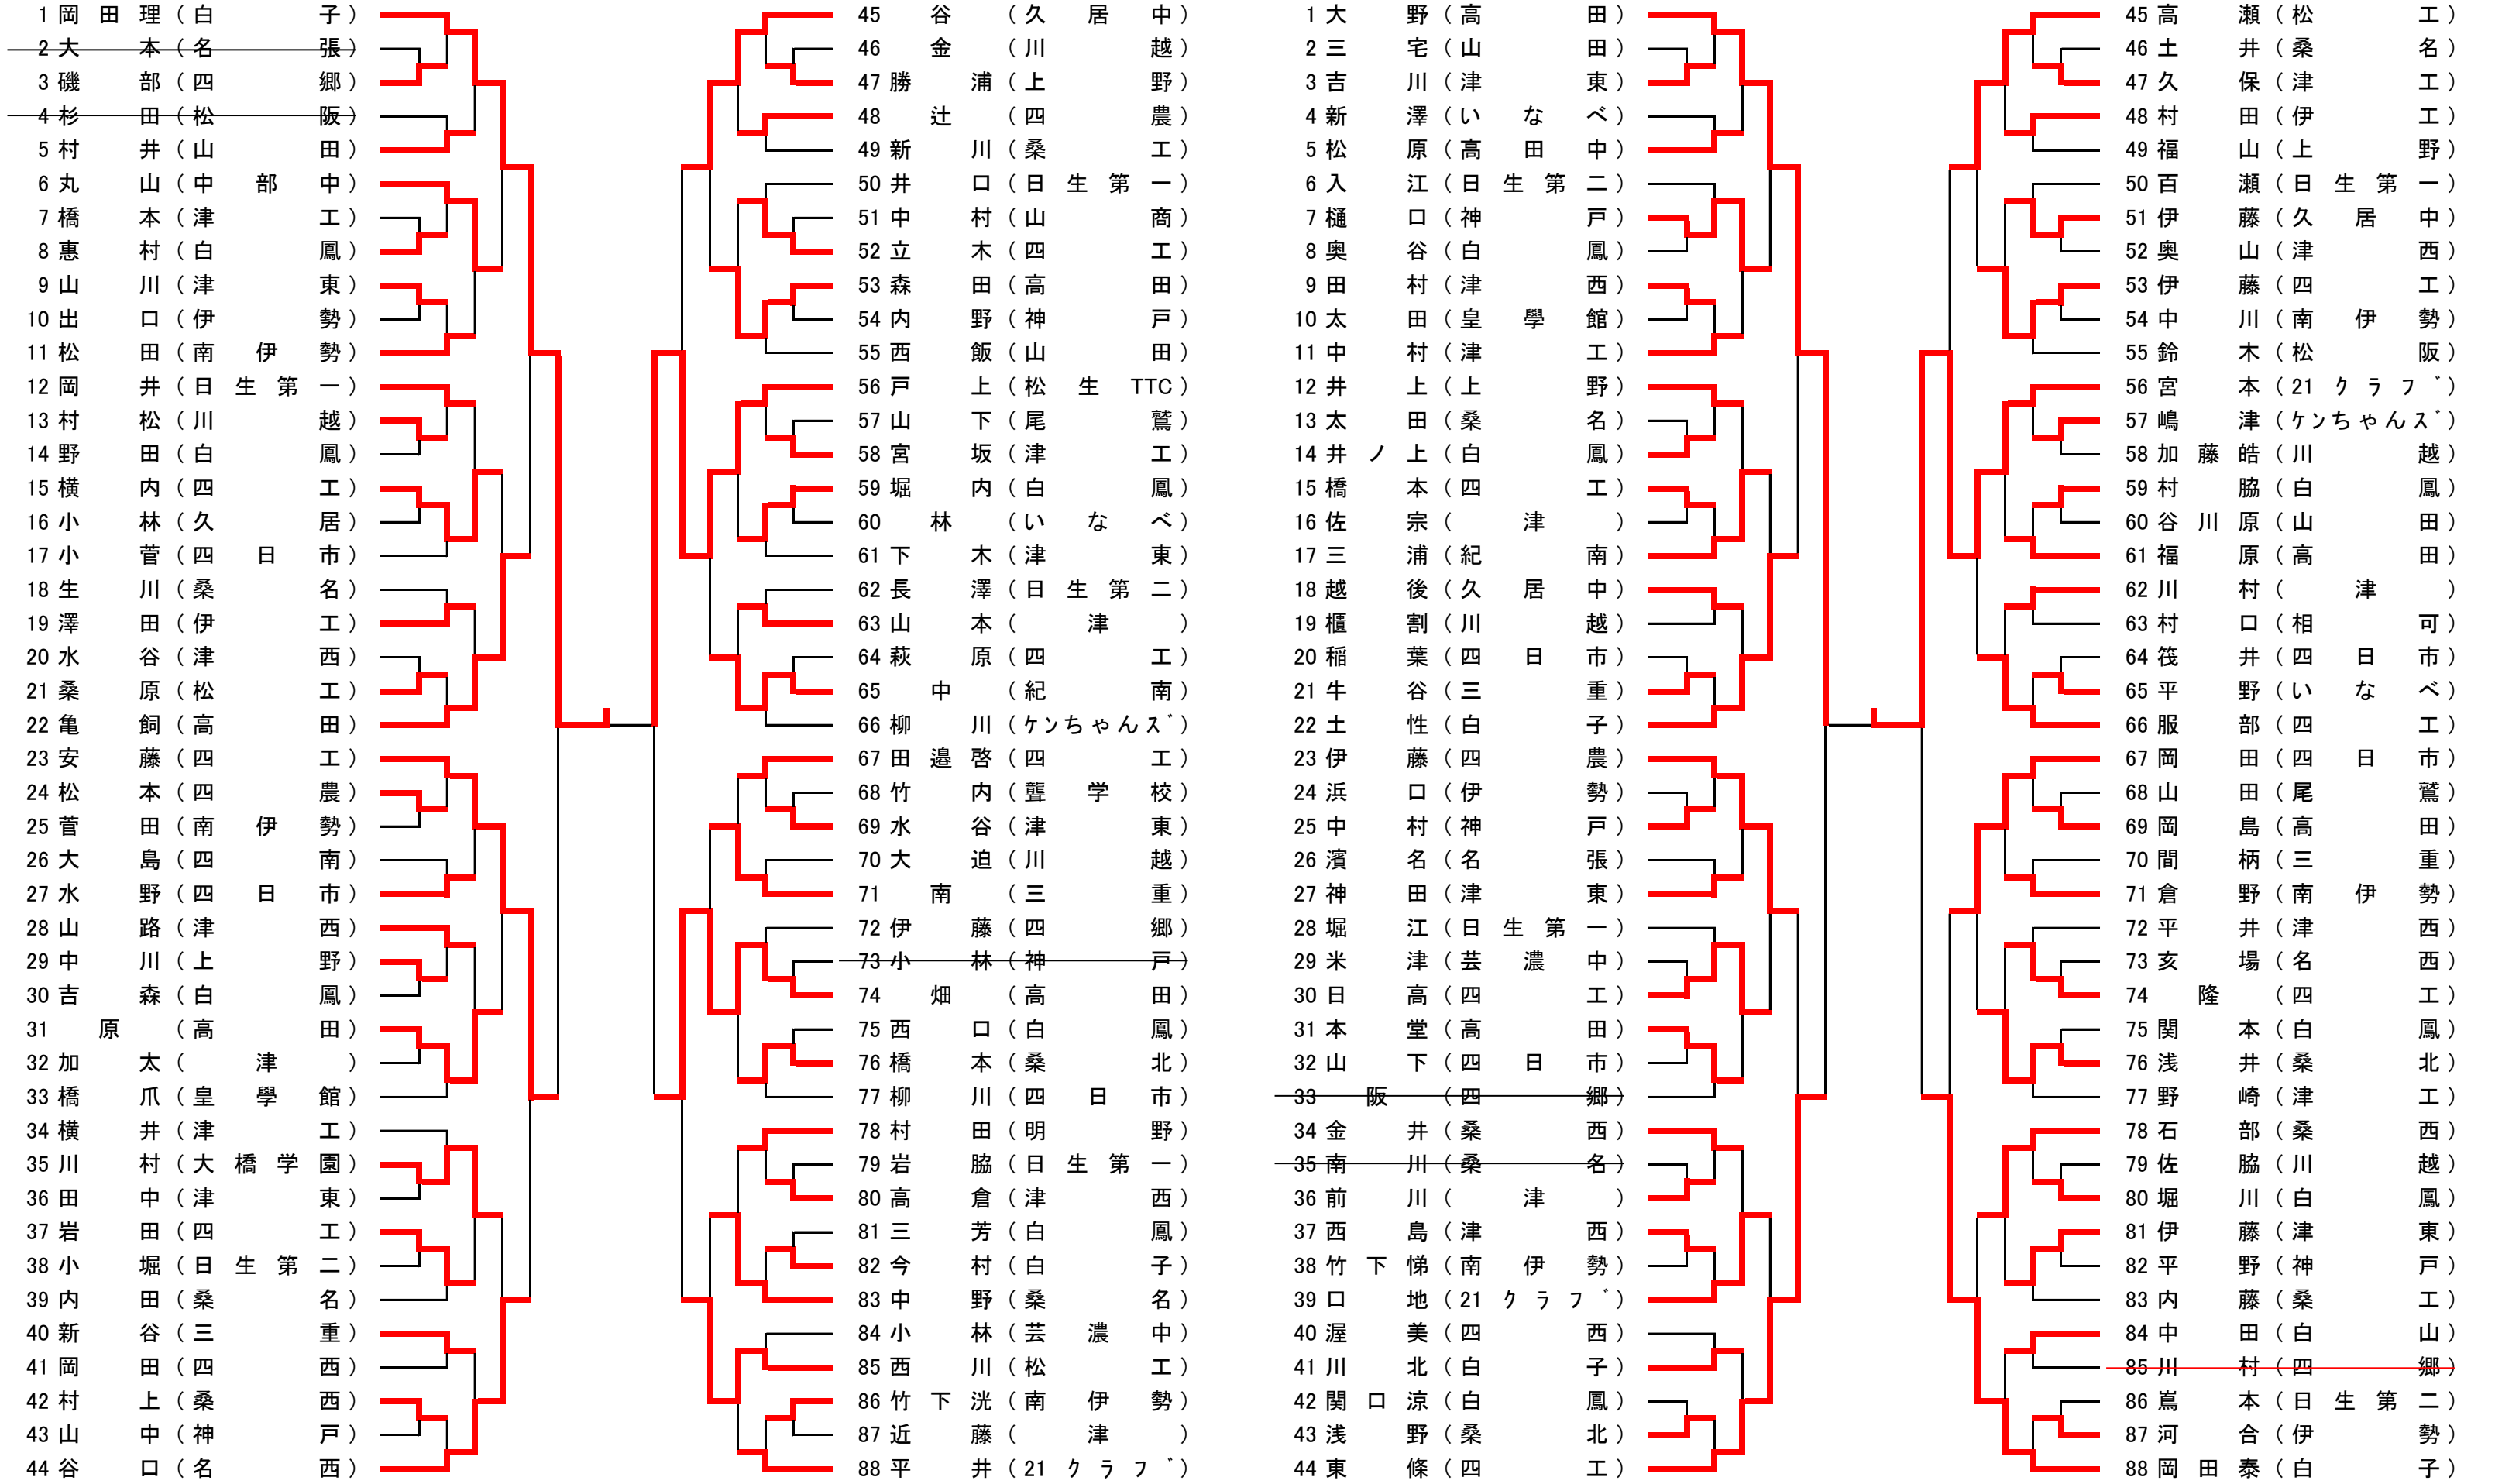 1 岡田理 (白子)
2 大本 (名張)
3 磯部 (四郷)
4 杉田 (松阪)
5 村井 (山田)
6 丸山 (中部中)
7 橋本 (津工)
8 惠村 (白鳳)
9 山川 (津東)
10 出口 (伊勢)
11 松田 (南伊勢)
12 岡井 (日生第一)
13 村松 (川越)
14 野田 (白鳳)
15 横内 (四工)
16 小林 (久居)
17 小菅 (四日市)
18 生川 (桑名)
19 澤田 (伊工)
20 水谷 (津西)
21 桑原 (松工)
22 亀飼 (高田)
23 安藤 (四工)
24 松本 (四農)
25 菅田 (南伊勢)
26 大島 (四南)
27 水野 (四日市)
28 山路 (津西)
29 中川 (上野)
30 吉森 (白鳳)
31 原 (高田)
32 加太 (津)
33 橋爪 (皇學館)
34 横井 (津工)
35 川村 (大橋学園)
36 田中 (津東)
37 岩田 (四工)
38 小堀 (日生第二)
39 内田 (桑名)
40 新谷 (三重)
41 岡田 (四西)
42 村上 (桑西)
43 山中 (神戸)
44 谷口 (名西)
45 谷 (久居中)
46 金 (川越)
47 勝浦 (上野)
48 辻 (四農)
49 新川 (桑工)
50 井口 (日生第一)
51 中村 (山商)
52 立木 (四工)
53 森田 (高田)
54 内野 (神戸)
55 西飯 (山田)
56 戸上 (松生TTC)
57 山下 (尾鷲)
58 宮坂 (津工)
59 堀内 (白鳳)
60 林 (いなべ)
61 下木 (津東)
62 長澤 (日生第二)
63 山本 (津)
64 萩原 (四工)
65 中 (紀南)
66 柳川 (ケンちゃんズ)
67 田邉啓 (四工)
68 竹内 (聾学校)
69 水谷 (津東)
70 大迫 (川越)
71 南 (三重)
72 伊藤 (四郷)
73 小林 (神戸)
74 畑 (高田)
75 西口 (白鳳)
76 橋本 (桑北)
77 柳川 (四日市)
78 村田 (明野)
79 岩脇 (日生第一)
80 高倉 (津西)
81 三芳 (白鳳)
82 今村 (白子)
83 中野 (桑名)
84 小林 (芸濃中)
85 西川 (松工)
86 竹下洸 (南伊勢)
87 近藤 (津)
88 平井 (21クラブ)
1 大野 (高田)
2 三宅 (山田)
3 吉川 (津東)
4 新澤 (いなべ)
5 松原 (高田中)
6 入江 (日生第二)
7 樋口 (神戸)
8 奥谷 (白鳳)
9 田村 (津西)
10 太田 (皇學館)
11 中村 (津工)
12 井上 (上野)
13 太田 (桑名)
14 井ノ上 (白鳳)
15 橋本 (四工)
16 佐宗 (津)
17 三浦 (紀南)
18 越後 (久居中)
19 櫃割 (川越)
20 稲葉 (四日市)
21 牛谷 (三重)
22 土性 (白子)
23 伊藤 (四農)
24 浜口 (伊勢)
25 中村 (神戸)
26 濱名 (名張)
27 神田 (津東)
28 堀江 (日生第一)
29 米津 (芸濃中)
30 日高 (四工)
31 本堂 (高田)
32 山下 (四日市)
33 阪 (四郷)
34 金井 (桑西)
35 南川 (桑名)
36 前川 (津)
37 西島 (津西)
38 竹下悌 (南伊勢)
39 口地 (21クラブ)
40 渥美 (四西)
41 川北 (白子)
42 関口涼 (白鳳)
43 浅野 (桑北)
44 東條 (四工)
45 高瀬 (松工)
46 土井 (桑名)
47 久保 (津工)
48 村田 (伊工)
49 福山 (上野)
50 百瀬 (日生第一)
51 伊藤 (久居中)
52 奥山 (津西)
53 伊藤 (四工)
54 中川 (南伊勢)
55 鈴木 (松阪)
56 宮本 (21クラブ)
57 嶋津 (ケンちゃんズ)
58 加藤皓 (川越)
59 村脇 (白鳳)
60 谷川原 (山田)
61 福原 (高田)
62 川村 (津)
63 村口 (相可)
64 筏井 (四日市)
65 平野 (いなべ)
66 服部 (四工)
67 岡田 (四日市)
68 山田 (尾鷲)
69 岡島 (高田)
70 間柄 (三重)
71 倉野 (南伊勢)
72 平井 (津西)
73 亥場 (名西)
74 隆 (四工)
75 関本 (白鳳)
76 浅井 (桑北)
77 野崎 (津工)
78 石部 (桑西)
79 佐脇 (川越)
80 堀川 (白鳳)
81 伊藤 (津東)
82 平野 (神戸)
83 内藤 (桑工)
84 中田 (白山)
85 川村 (四郷)
86 嶌本 (日生第二)
87 河合 (伊勢)
88 岡田泰 (白子)